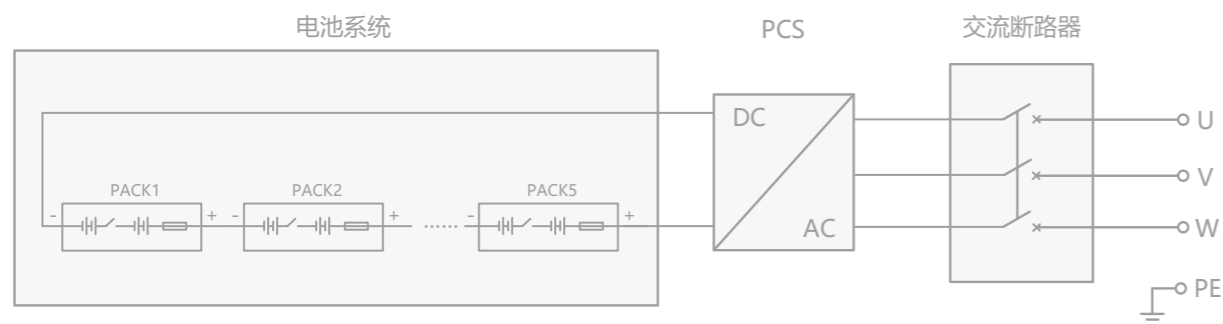 电池系统
PCS
交流断路器
DC
AC
PACK1
PACK2
PACK5
- + - + ...... - +
U
V
W
PE